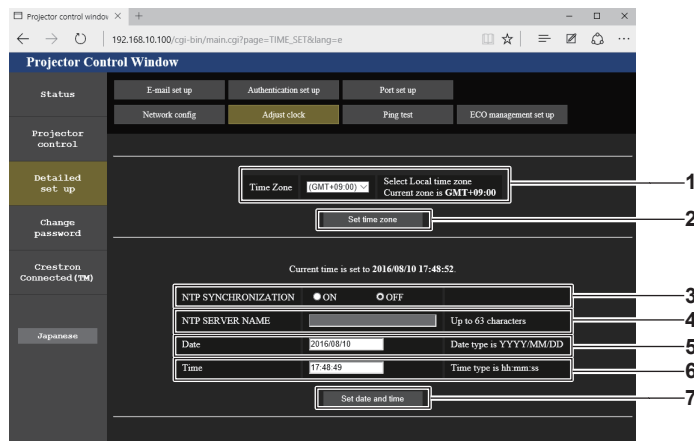 Projector control window
192.168.10.100/cgi-bin/main.cgi?page=TIME_SET&lang=e
Projector Control Window
Status
Projector control
Detailed set up
Change password
Crestron Connected(TM)
Japanese
E-mail set up Authentication set up Port set up
Network config Adjust clock Ping test ECO management set up
Time Zone (GMT+09:00) Select Local time zone
Current zone is GMT+09:00
1
Set time zone
2
Current time is set to 2016/08/10 17:48:52.
NTP SYNCHRONIZATION ON OFF
3
NTP SERVER NAME Up to 63 characters
4
Date 2016/08/10 Date type is YYYY/MM/DD
5
Time 17:48:49 Time type is hh:mm:ss
6
Set date and time
7